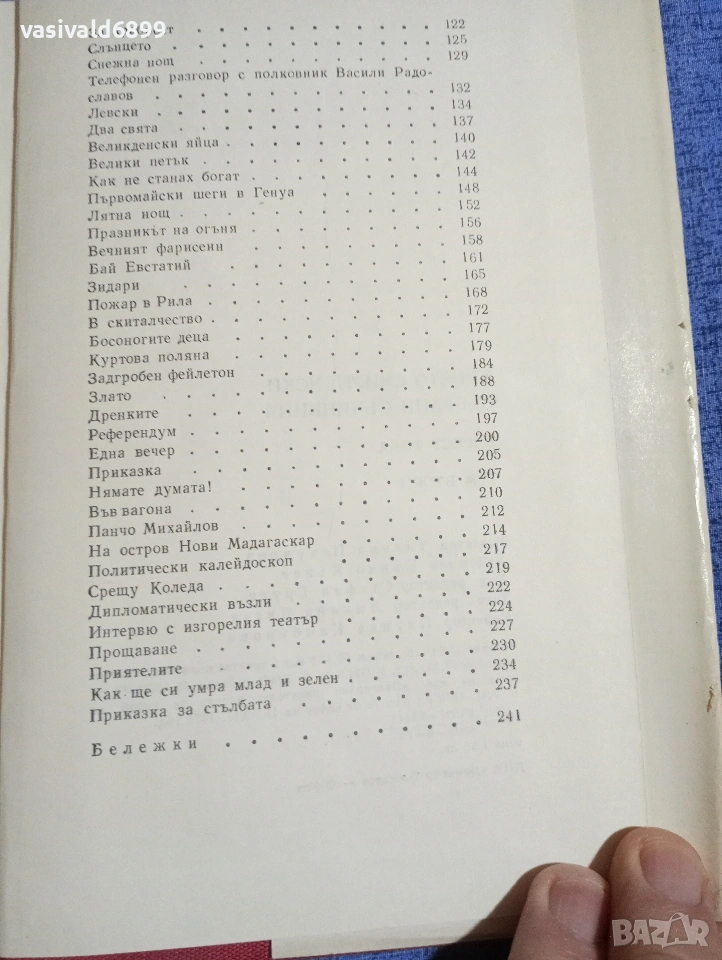 vasivald6899
122
Слънцето 125
Снежна нощ 129
Телефонен разговор с полковник Васили Радо-
славов 132
Левски 134
Два свята 137
Великденски яйца 140
Велики петък 142
Как не станах богат 144
Първомайски шеги в Генуа 148
Лятна нощ 152
Празникът на огъня 156
Вечният фарисеин 158
Бай Евстатий 161
Зидари 165
Пожар в Рила 168
В скиталчество 172
Босоногите деца 177
Куртова поляна 179
Задгробен фейлетон 184
Злато 188
Дренките 193
Референдум 197
Една вечер 200
Приказка 205
Нямате думата! 207
Във вагона 210
Панчо Михайлов 212
На остров Нови Мадагаскар 214
Политически калейдоскоп 217
Срещу Коледа 219
Дипломатически възли 222
Интервю с изгорелия театър 224
Прощаване 227
Приятелите 230
Как ще си умра млад и зелен 234
Приказка за стълбата 237
Бележки 241
BAZAR